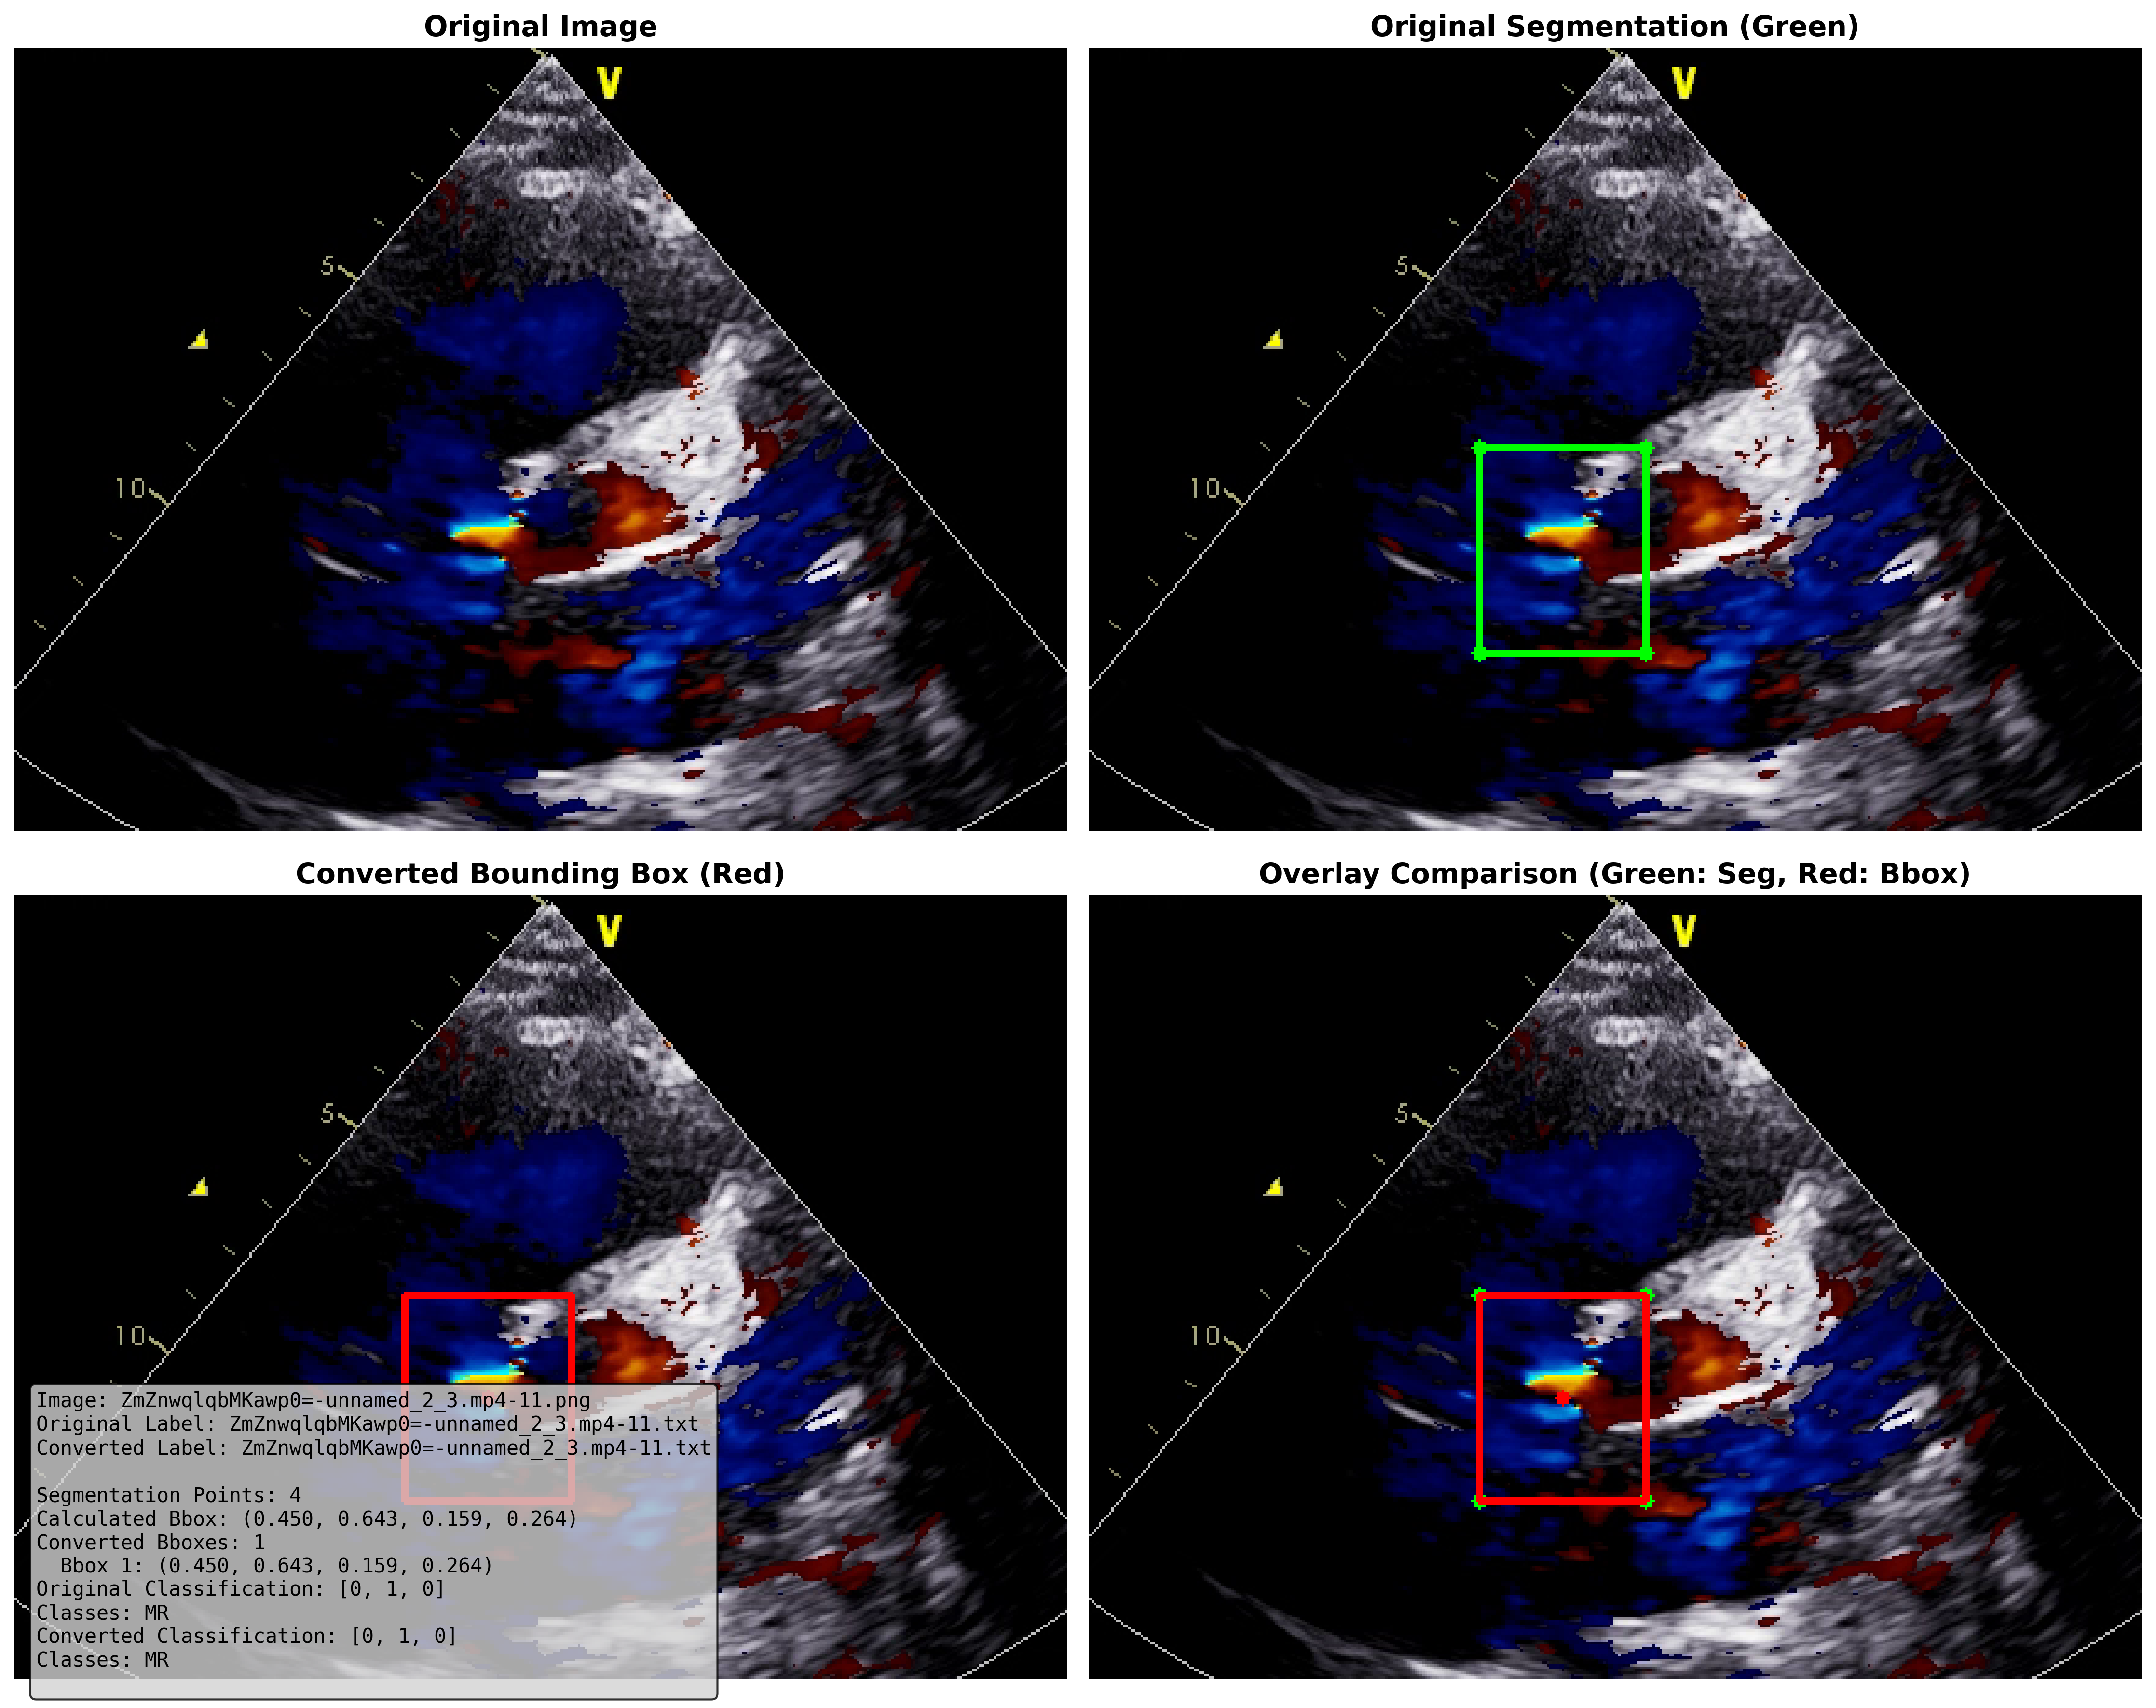 Original Image
Original Segmentation (Green)
V
5
10
V
5
10
Converted Bounding Box (Red)
Overlay Comparison (Green: Seg, Red: Bbox)
V
5
10
V
5
10
Image: ZmZnwqlqbMKawp0=-unnamed_2_3.mp4-11.png
Original Label: ZmZnwqlqbMKawp0=-unnamed_2_3.mp4-11.txt
Converted Label: ZmZnwqlqbMKawp0=-unnamed_2_3.mp4-11.txt
Segmentation Points: 4
Calculated Bbox: (0.450, 0.643, 0.159, 0.264)
Converted Bboxes: 1
Bbox 1: (0.450, 0.643, 0.159, 0.264)
Original Classification: [0, 1, 0]
Classes: MR
Converted Classification: [0, 1, 0]
Classes: MR